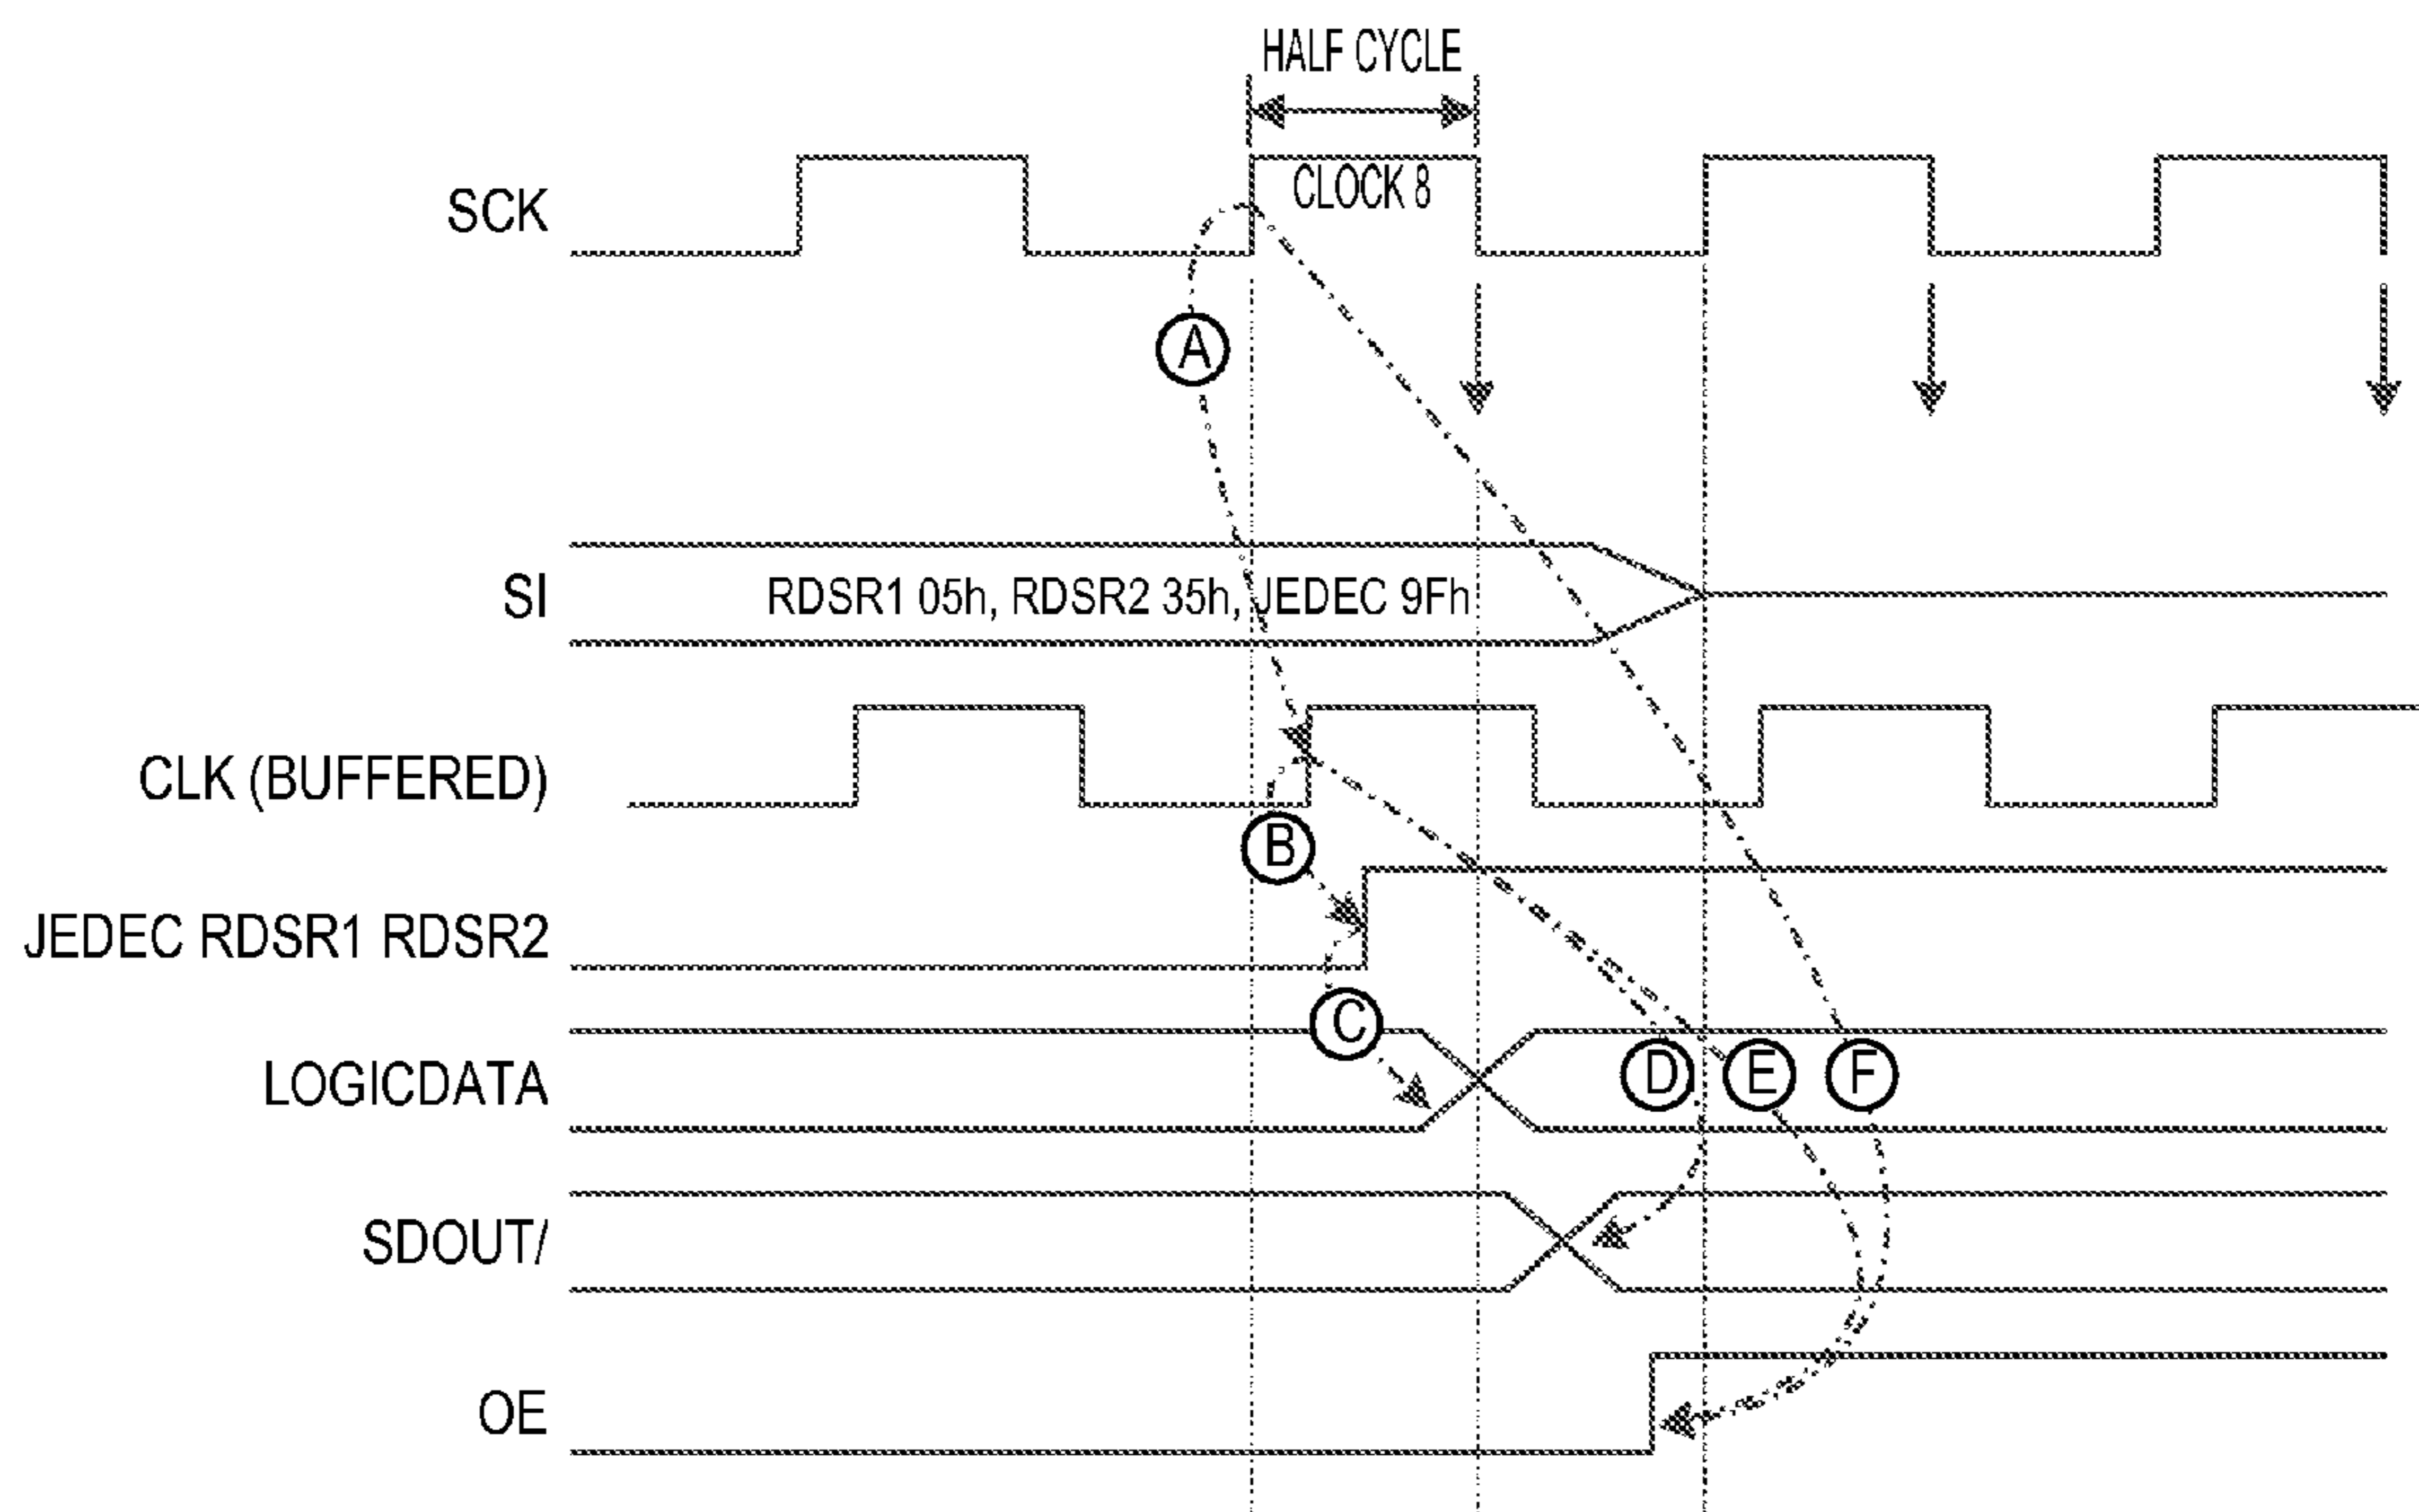 HALF CYCLE
SCK
CLOCK 8
A
SI
RDSR1 05h, RDSR2 35h, JEDEC 9Fh
CLK (BUFFERED)
B
JEDEC RDSR1 RDSR2
C
LOGICDATA
D
E
F
SDOUT/
OE